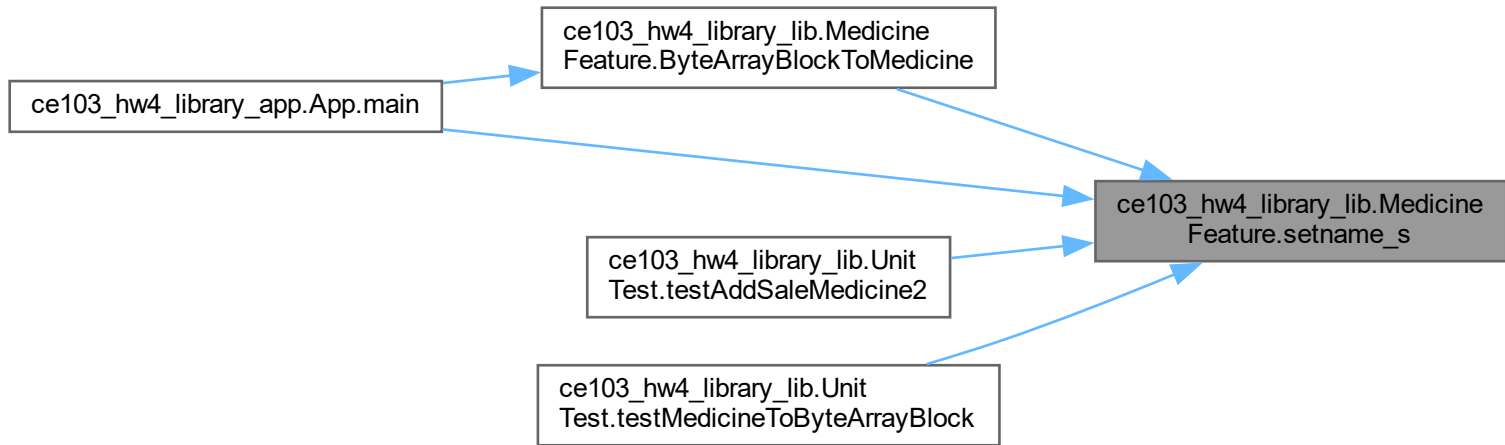 ce103_hw4_library_lib.Medicine
Feature.ByteArrayBlockToMedicine
ce103_hw4_library_app.App.main
ce103_hw4_library_lib.Medicine
Feature.setname_s
ce103_hw4_library_lib.Unit
Test.testAddSaleMedicine2
ce103_hw4_library_lib.Unit
Test.testMedicineToByteArrayBlock